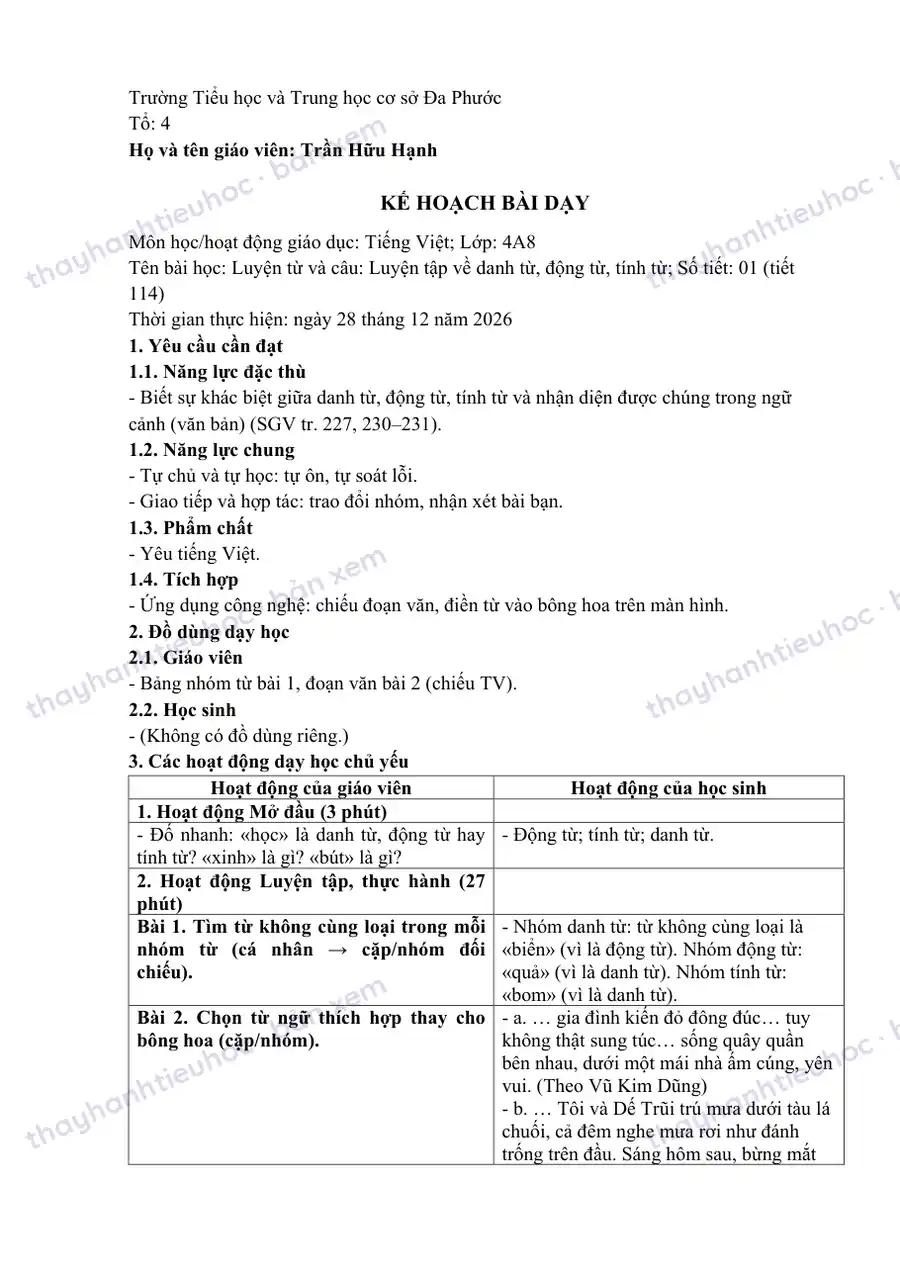 Trường Tiểu học và Trung học cơ sở Đa Phước
Tổ: 4
Họ và tên giáo viên: Trần Hữu Hạnh
KẾ HOẠCH BÀI DẠY
Môn học/hoạt động giáo dục: Tiếng Việt; Lớp: 4A8
Tên bài học: Luyện từ và câu: Luyện tập về danh từ, động từ, tính từ; Số tiết: 01 (tiết
114)
Thời gian thực hiện: ngày 28 tháng 12 năm 2026
1. Yêu cầu cần đạt
1.1. Năng lực đặc thù
- Biết sự khác biệt giữa danh từ, động từ, tính từ và nhận diện được chúng trong ngữ
cảnh (văn bản) (SGV tr. 227, 230–231).
1.2. Năng lực chung
- Tự chủ và tự học: tự ôn, tự soát lỗi.
- Giao tiếp và hợp tác: trao đổi nhóm, nhận xét bài bạn.
1.3. Phẩm chất
- Yêu tiếng Việt.
1.4. Tích hợp
- Ứng dụng công nghệ: chiếu đoạn văn, điền từ vào bông hoa trên màn hình.
2. Đồ dùng dạy học
2.1. Giáo viên
- Bảng nhóm từ bài 1, đoạn văn bài 2 (chiếu TV).
2.2. Học sinh
- (Không có đồ dùng riêng.)
3. Các hoạt động dạy học chủ yếu
Hoạt động của giáo viên
Hoạt động của học sinh
1. Hoạt động Mở đầu (3 phút)
- Đố nhanh: «học» là danh từ, động từ hay
tính từ? «xinh» là gì? «bút» là gì?
- Động từ; tính từ; danh từ.
2. Hoạt động Luyện tập, thực hành (27
phút)
Bài 1. Tìm từ không cùng loại trong mỗi
nhóm từ (cá nhân → cặp/nhóm đối
chiếu).
- Nhóm danh từ: từ không cùng loại là
«biển» (vì là động từ). Nhóm động từ:
«quả» (vì là danh từ). Nhóm tính từ:
«bom» (vì là danh từ).
Bài 2. Chọn từ ngữ thích hợp thay cho
bông hoa (cặp/nhóm).
- a. … gia đình kiến đỏ đông đúc… tuy
không thật sung túc… sống quây quần
bên nhau, dưới một mái nhà ấm cúng, yên
vui. (Theo Vũ Kim Dũng)
- b. … Tôi và Dế Trũi trú mưa dưới tàu lá
chuối, cả đêm nghe mưa rơi như đánh
trống trên đầu. Sáng hôm sau, bừng mắt
thayhanhtieuhoc · bản xem
thayhanhtieuhoc · b
thayhanhtieuhoc · bản xem
thayhanhtieuhoc · b
thayhanhtieuhoc · bản xem
thayhanhtieuhoc · b